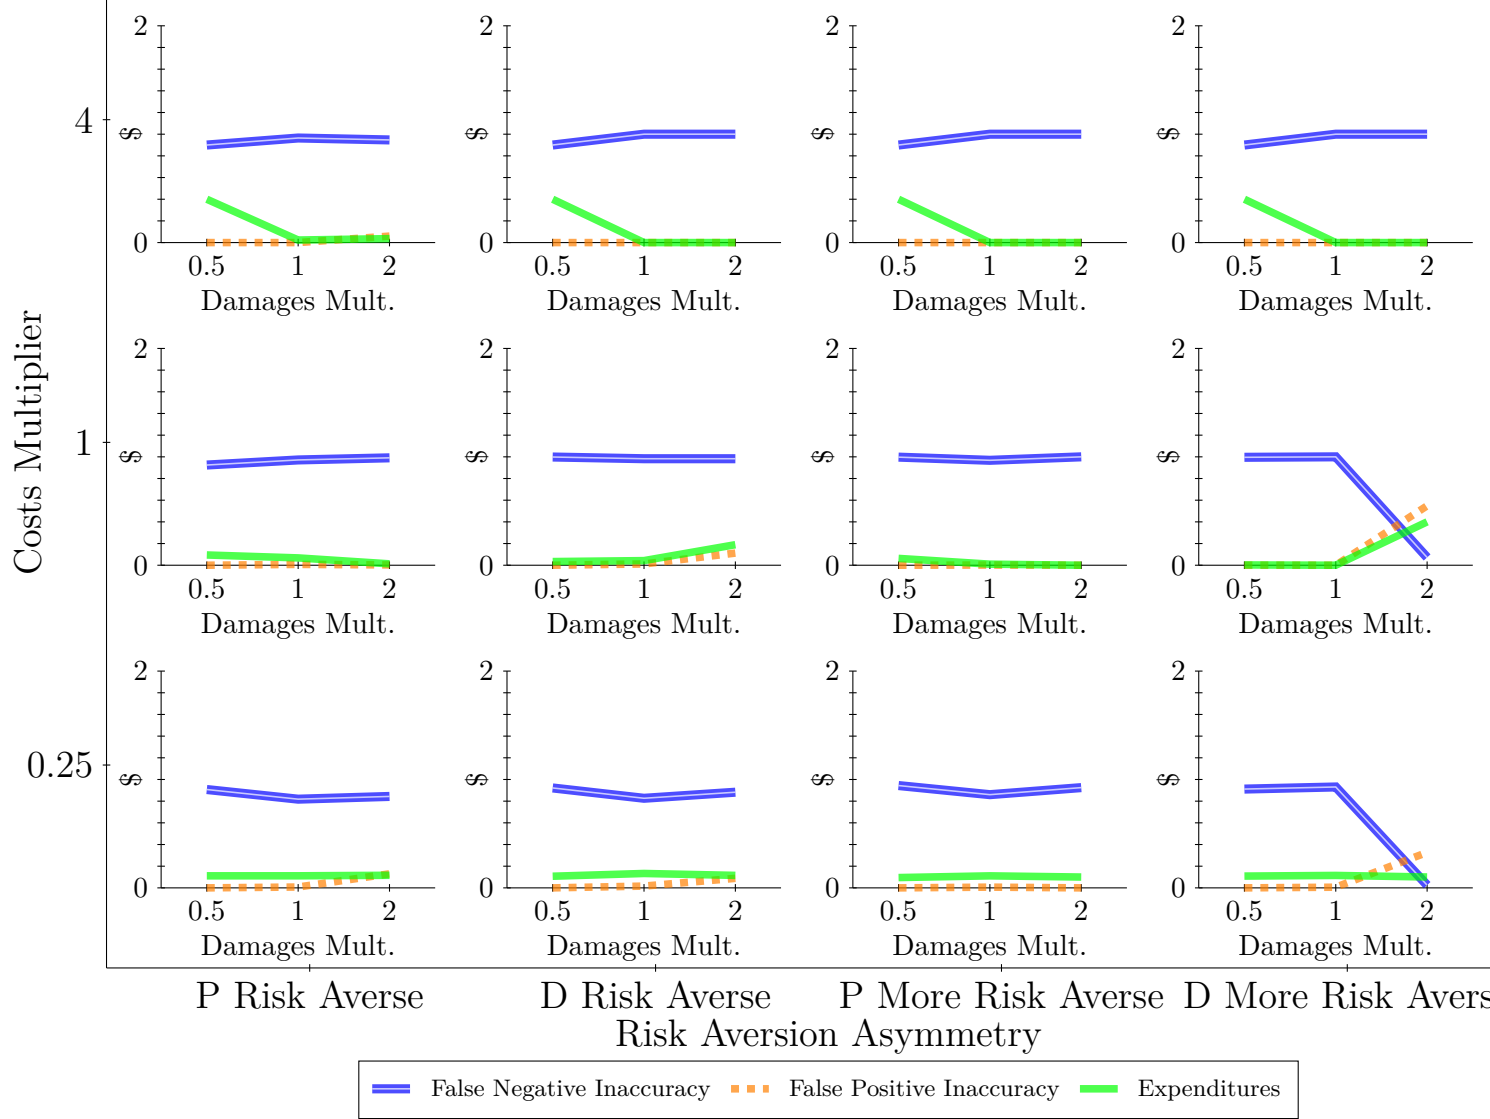 2 2 2 2
4 $ $ $ $
0 0 0 0
0.5 1 2 0.5 1 2 0.5 1 2 0.5 1 2
Damages Mult. Damages Mult. Damages Mult. Damages Mult.
Costs Multiplier
2 2 2 2
1 $ $ $ $
0 0 0 0
0.5 1 2 0.5 1 2 0.5 1 2 0.5 1 2
Damages Mult. Damages Mult. Damages Mult. Damages Mult.
2 2 2 2
0.25 $ $ $ $
0 0 0 0
0.5 1 2 0.5 1 2 0.5 1 2 0.5 1 2
Damages Mult. Damages Mult. Damages Mult. Damages Mult.
P Risk Averse D Risk Averse P More Risk Averse D More Risk Avers
Risk Aversion Asymmetry
False Negative Inaccuracy False Positive Inaccuracy Expenditures